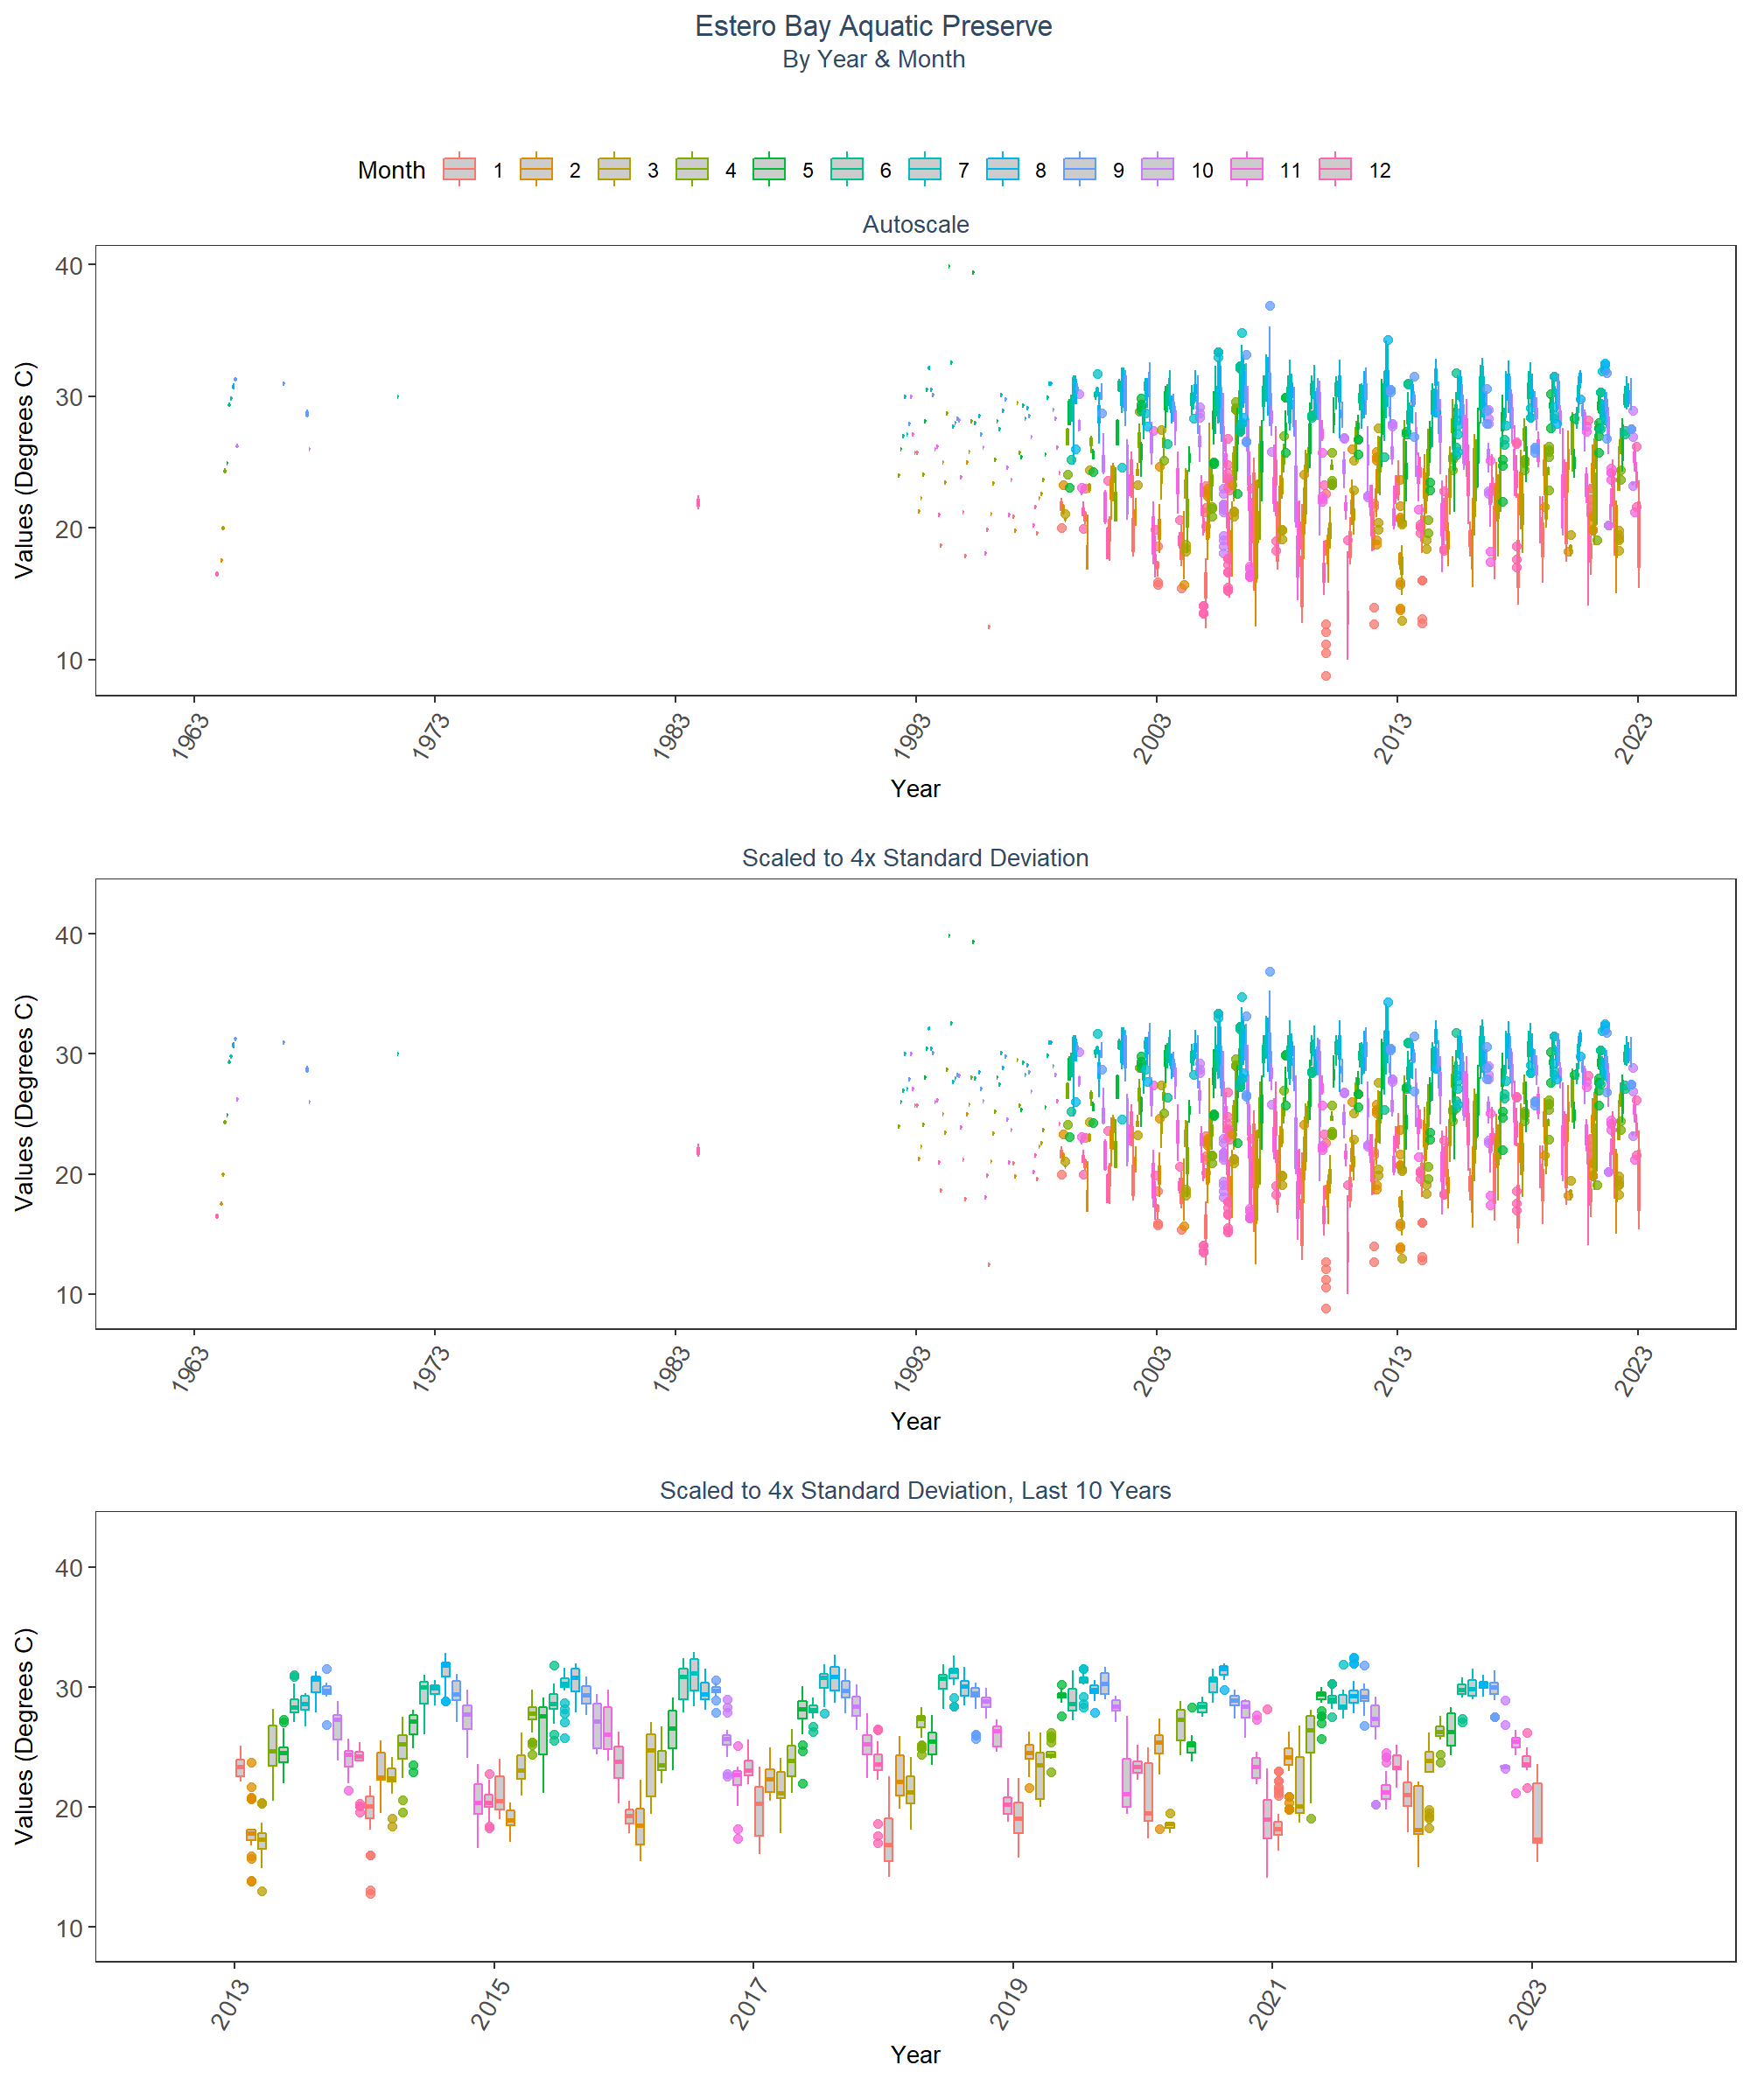 Estero Bay Aquatic Preserve
By Year & Month
Month 1 2 3 4 5 6 7 8 9 10 11 12
Autoscale
Values (Degrees C)
40
30
20
10
1963 1973 1983 1993 2003 2013 2023
Year
Scaled to 4x Standard Deviation
Values (Degrees C)
40
30
20
10
1963 1973 1983 1993 2003 2013 2023
Year
Scaled to 4x Standard Deviation, Last 10 Years
Values (Degrees C)
40
30
20
10
2013 2015 2017 2019 2021 2023
Year